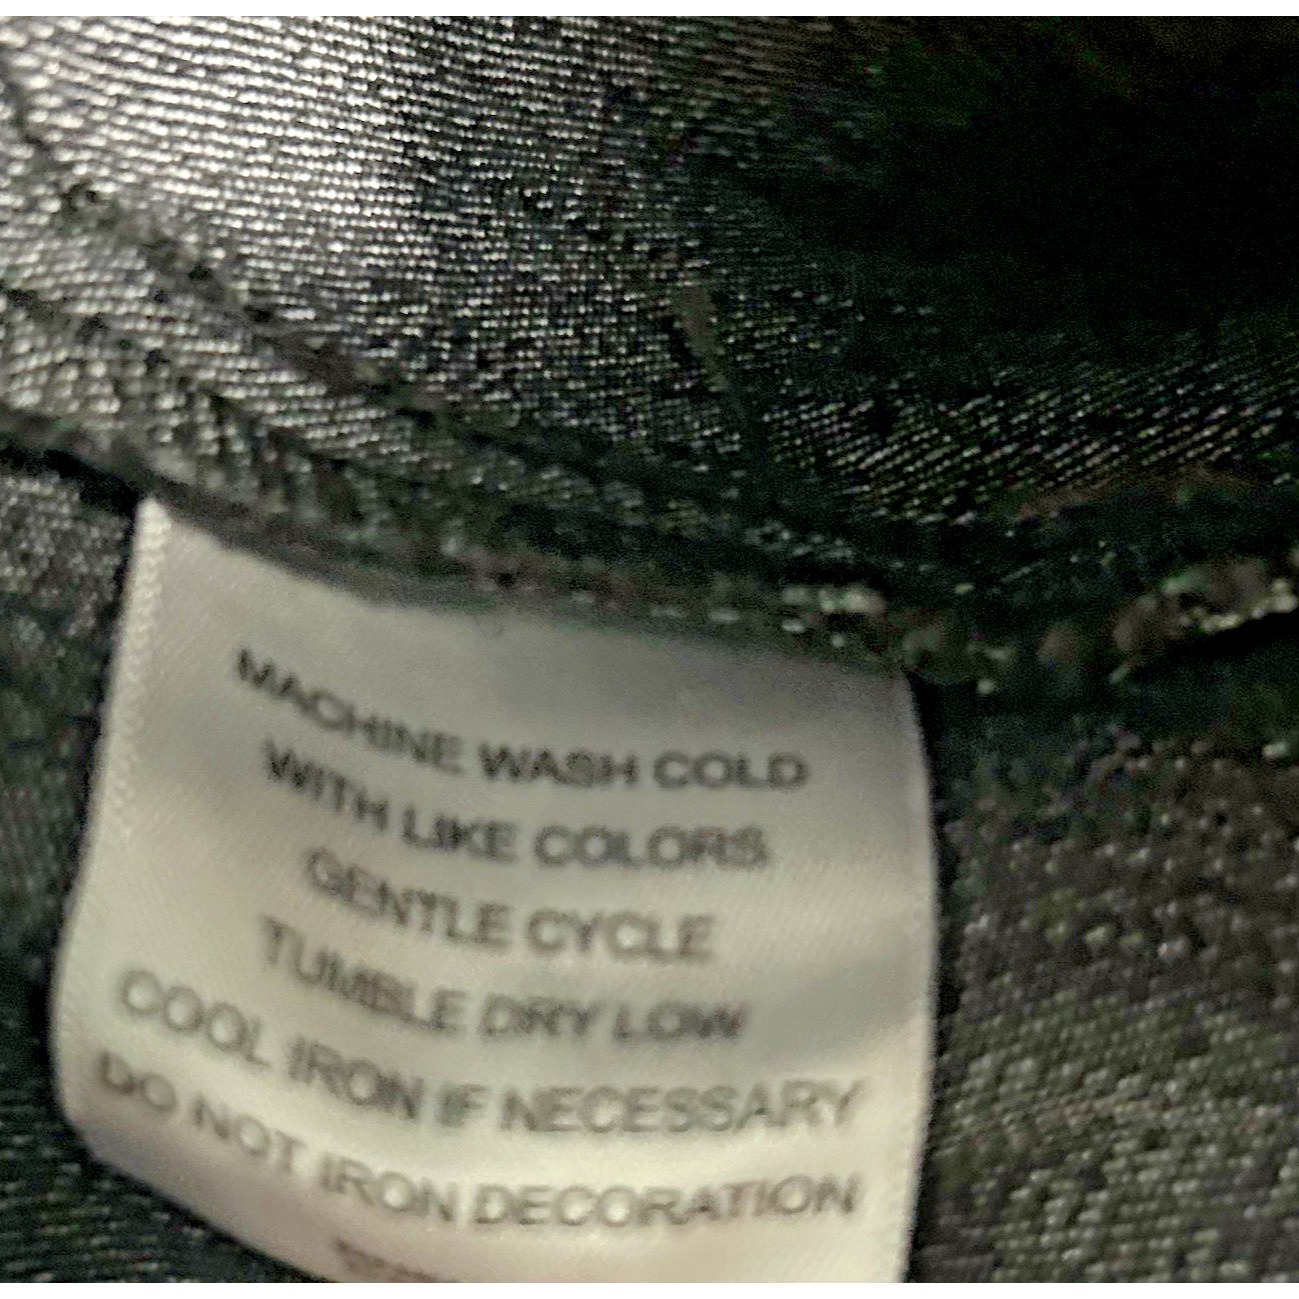 MACHINE WASH COLD
WITH LIKE COLORS
GENTLE CYCLE
TUMBLE DRY LOW
COOL IRON IF NECESSARY
DO NOT IRON DECORATION